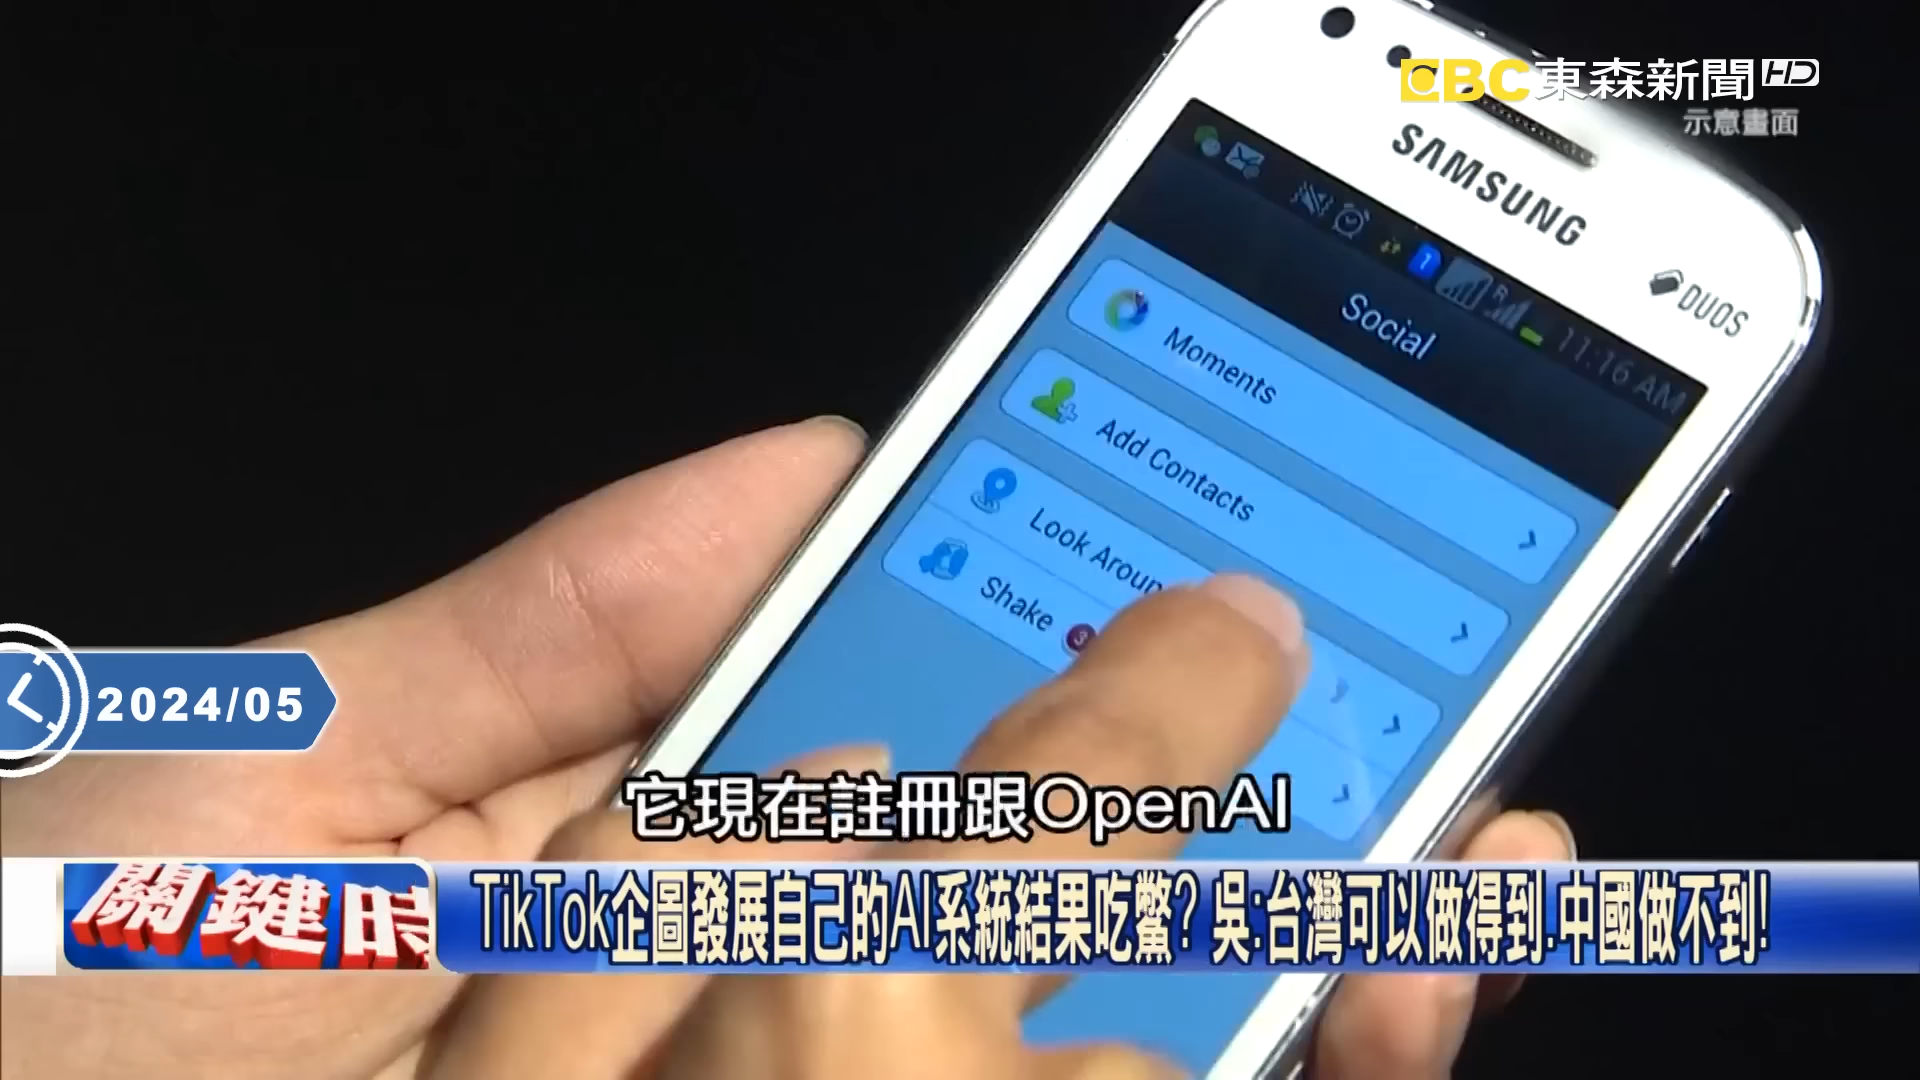 EBC東森新聞HD
示意畫面
SAMSUNG
DUOS
1
R
11:16 AM
Social
Moments
Add Contacts
Look Aroun
Shake
3
2024/05
它現在註冊跟OpenAI
關鍵時
TikTok企圖發展自己的AI系統結果吃鱉? 吳:台灣可以做得到.中國做不到!